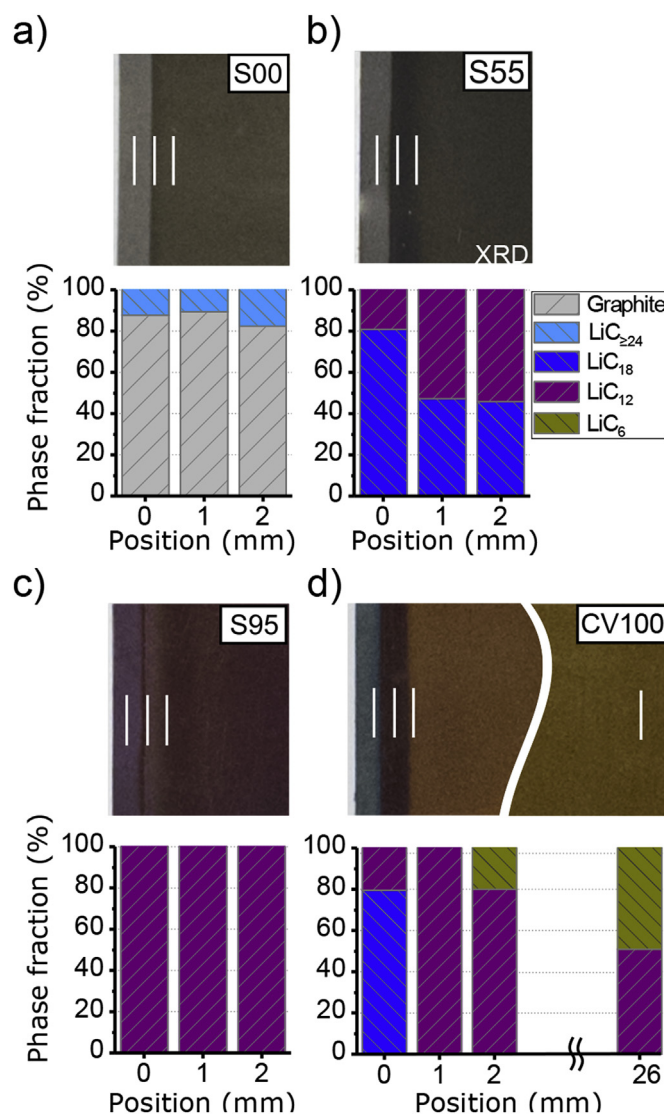 a)
S00
b)
S55
XRD
Phase fraction (%)
100
80
60
40
20
0
0 1 2
Position (mm)
100
80
60
40
20
0
0 1 2
Position (mm)
Graphite
LiC≥24
LiC18
LiC12
LiC6
c)
S95
d)
CV100
Phase fraction (%)
100
80
60
40
20
0
0 1 2
Position (mm)
100
80
60
40
20
0
0 1 2 26
Position (mm)